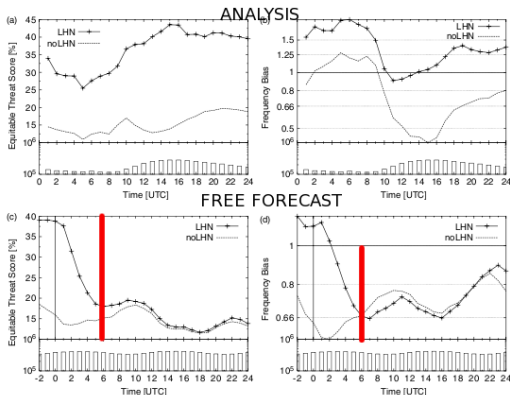 ANALYSIS
(a)
LHN
noLHN
Equitable Threat Score [%]
45
40
35
30
25
20
15
10⁶
10⁵
0 2 4 6 8 10 12 14 16 18 20 22 24
Time [UTC]
(b)
LHN
noLHN
Frequency Bias
1.5
1.25
1
0.8
0.66
0.5
10⁶
10⁵
0 2 4 6 8 10 12 14 16 18 20 22 24
Time [UTC]
FREE FORECAST
(c)
LHN
noLHN
Equitable Threat Score [%]
40
35
30
25
20
15
10⁶
10⁵
-2 0 2 4 6 8 10 12 14 16 18 20 22 24
Time [UTC]
(d)
LHN
noLHN
Frequency Bias
1
0.8
0.66
10⁶
10⁵
-2 0 2 4 6 8 10 12 14 16 18 20 22 24
Time [UTC]